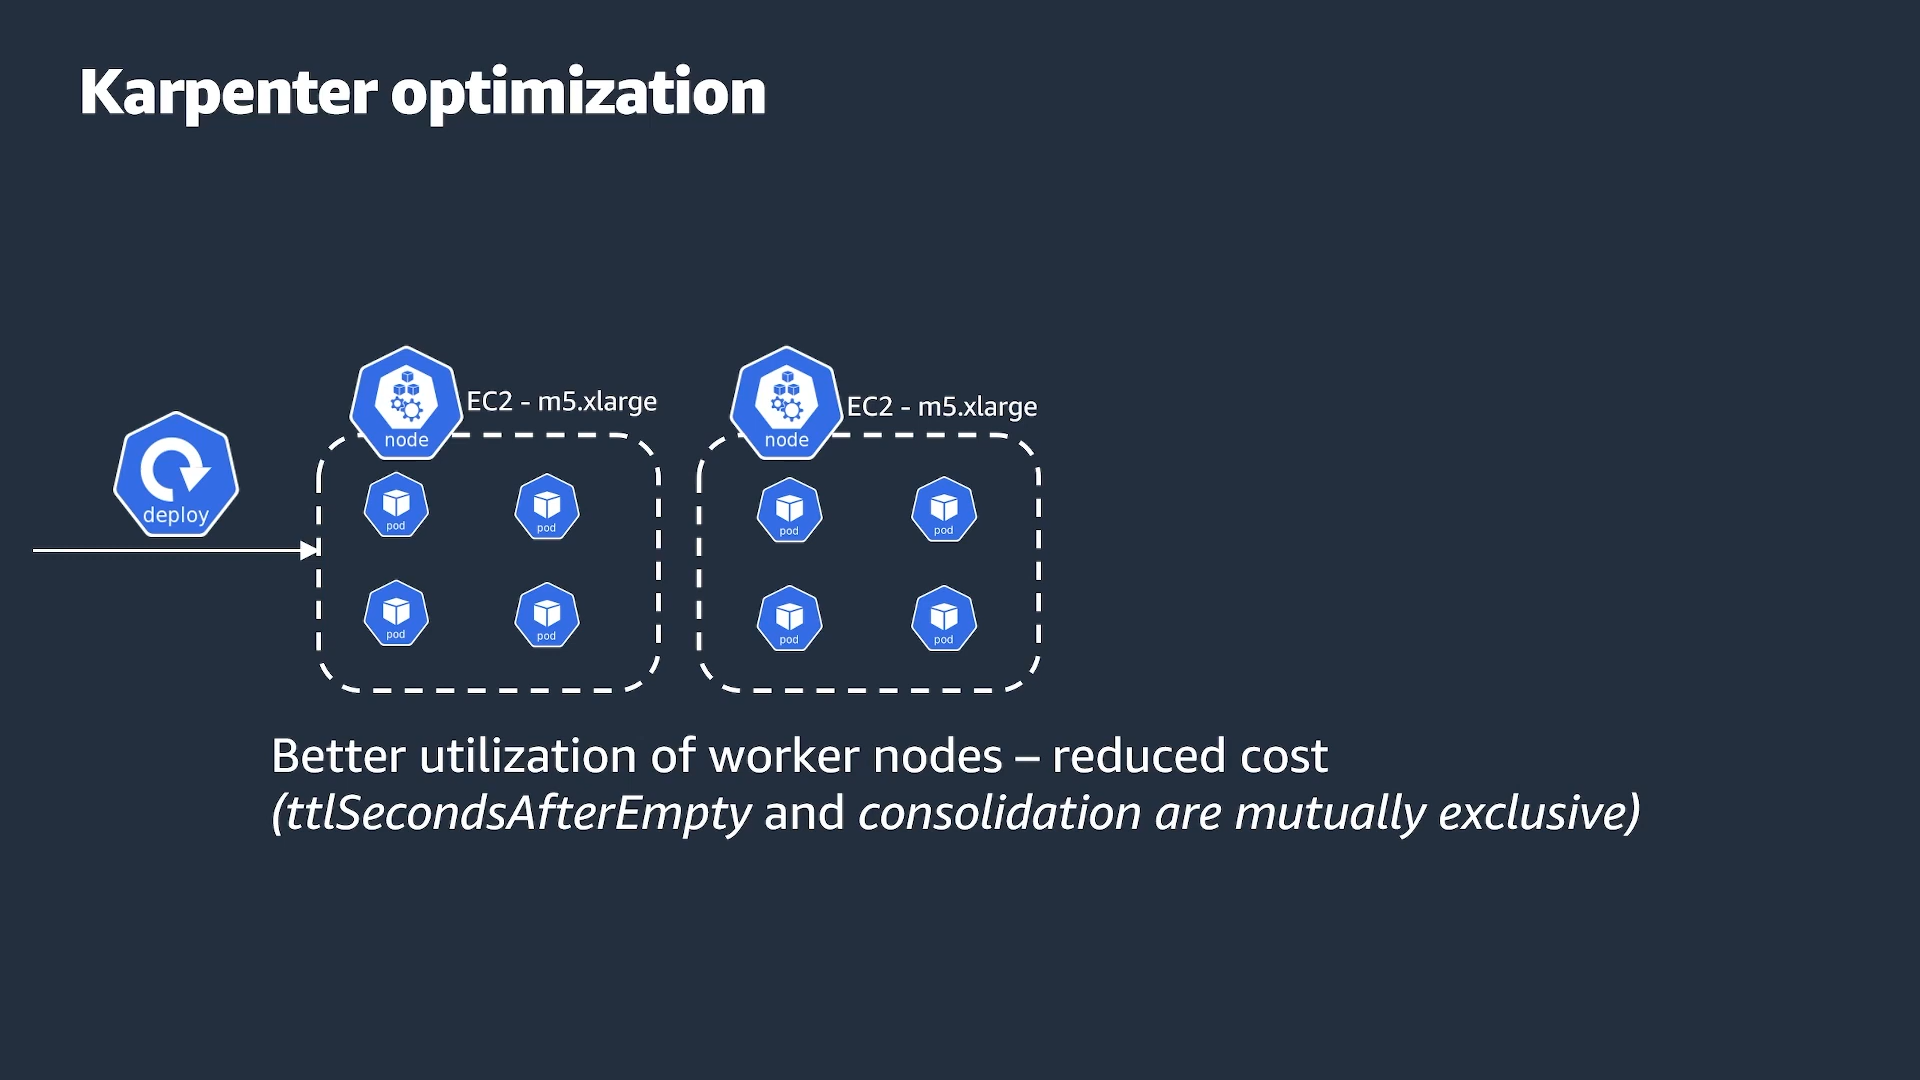 Karpenter optimization
EC2 - m5.xlarge
EC2 - m5.xlarge
node
node
deploy
pod
pod
pod
pod
pod
pod
pod
pod
Better utilization of worker nodes – reduced cost
(ttlSecondsAfterEmpty and consolidation are mutually exclusive)